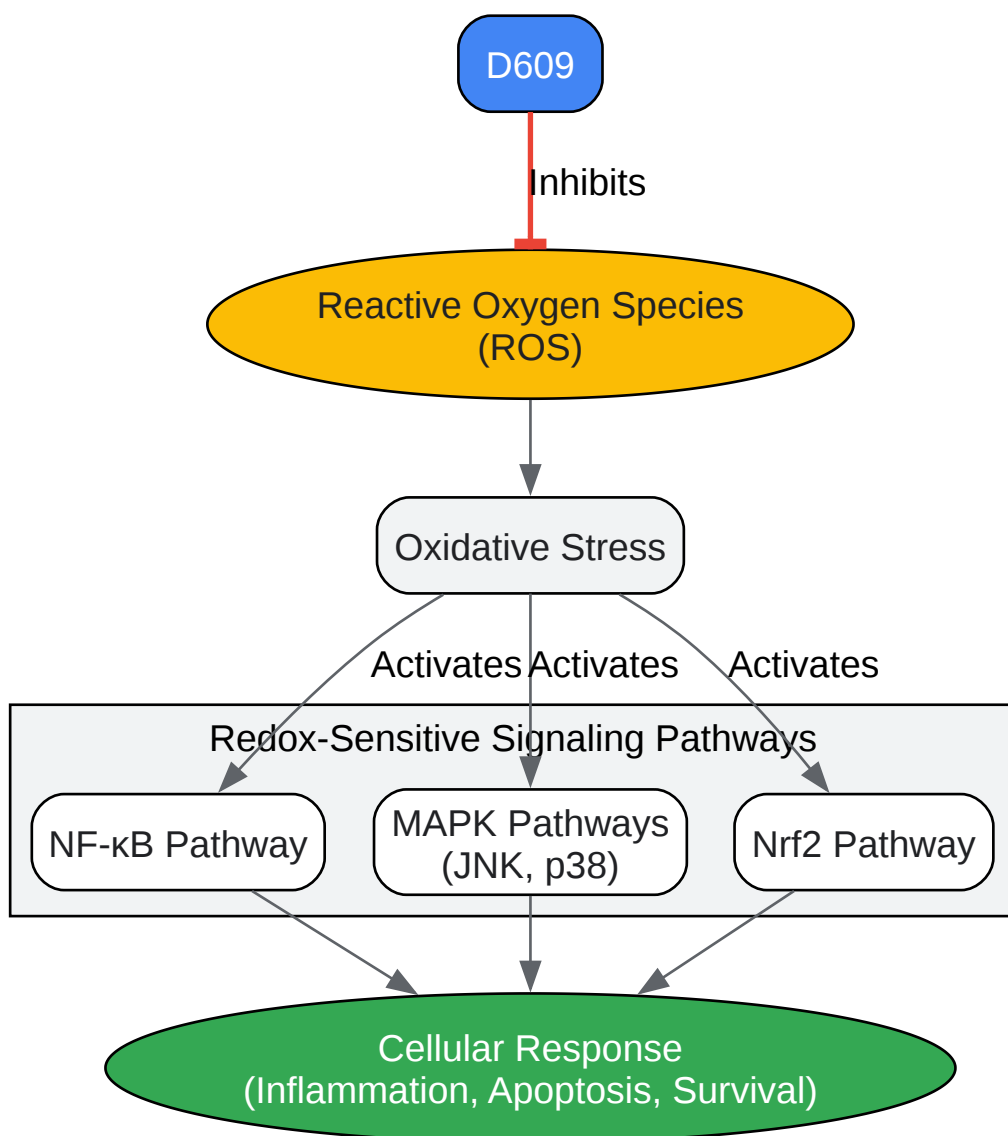 D609
Inhibits
Reactive Oxygen Species
(ROS)
Oxidative Stress
Activates
Activates
Activates
Redox-Sensitive Signaling Pathways
NF-κB Pathway
MAPK Pathways
(JNK, p38)
Nrf2 Pathway
Cellular Response
(Inflammation, Apoptosis, Survival)